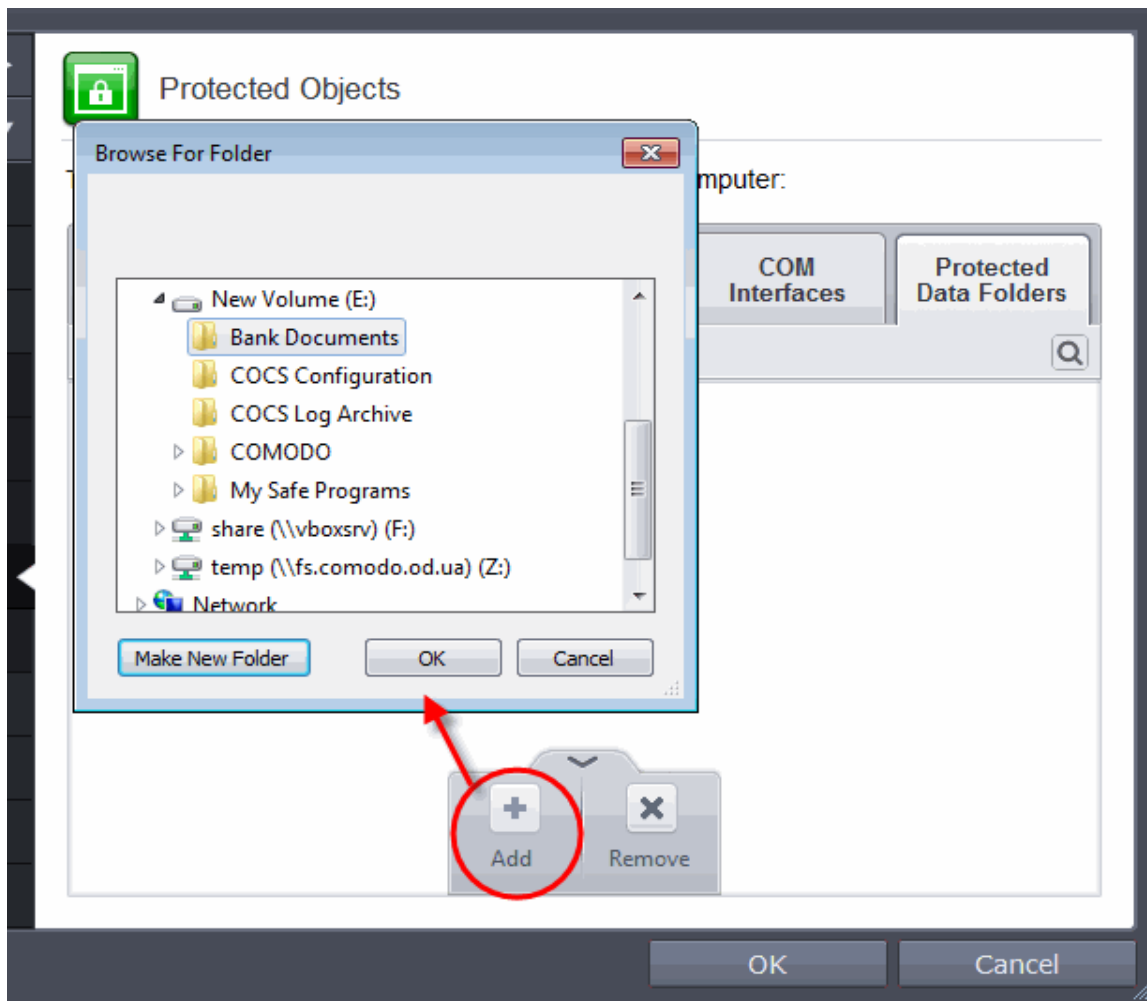 Protected Objects
Browse For Folder
mputer:
COM
Interfaces
Protected
Data Folders
New Volume (E:)
Bank Documents
COCS Configuration
COCS Log Archive
COMODO
My Safe Programs
share (\\vboxsrv) (F:)
temp (\\fs.comodo.od.ua) (Z:)
Network
Make New Folder
OK
Cancel
Add
Remove
OK
Cancel